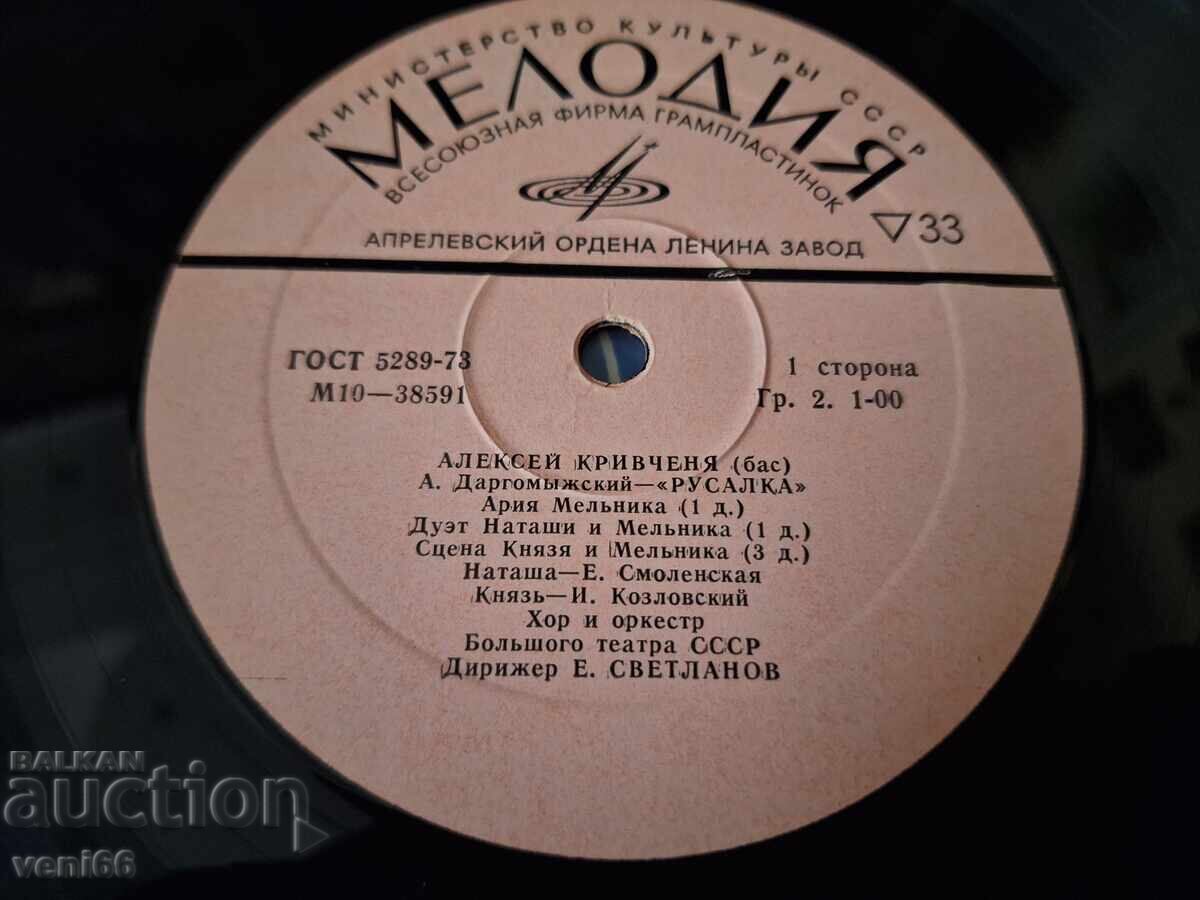 МИНИСТЕРСТВО КУЛЬТУРЫ СССР
МЕЛОДИЯ
ВСЕСОЮЗНАЯ ФИРМА ГРАМПЛАСТИНОК
▽33
АПРЕЛЕВСКИЙ ОРДЕНА ЛЕНИНА ЗАВОД
ГОСТ 5289-73
М10—38591
1 сторона
Гр. 2. 1-00
АЛЕКСЕЙ КРИВЧЕНЯ (бас)
А. Даргомыжский—«РУСАЛКА»
Ария Мельника (1 д.)
Дуэт Наташи и Мельника (1 д.)
Сцена Князя и Мельника (3 д.)
Наташа—Е. Смоленская
Князь—И. Козловский
Хор и оркестр
Большого театра СССР
Дирижер Е. СВЕТЛАНОВ
BALKAN
auction
veni66